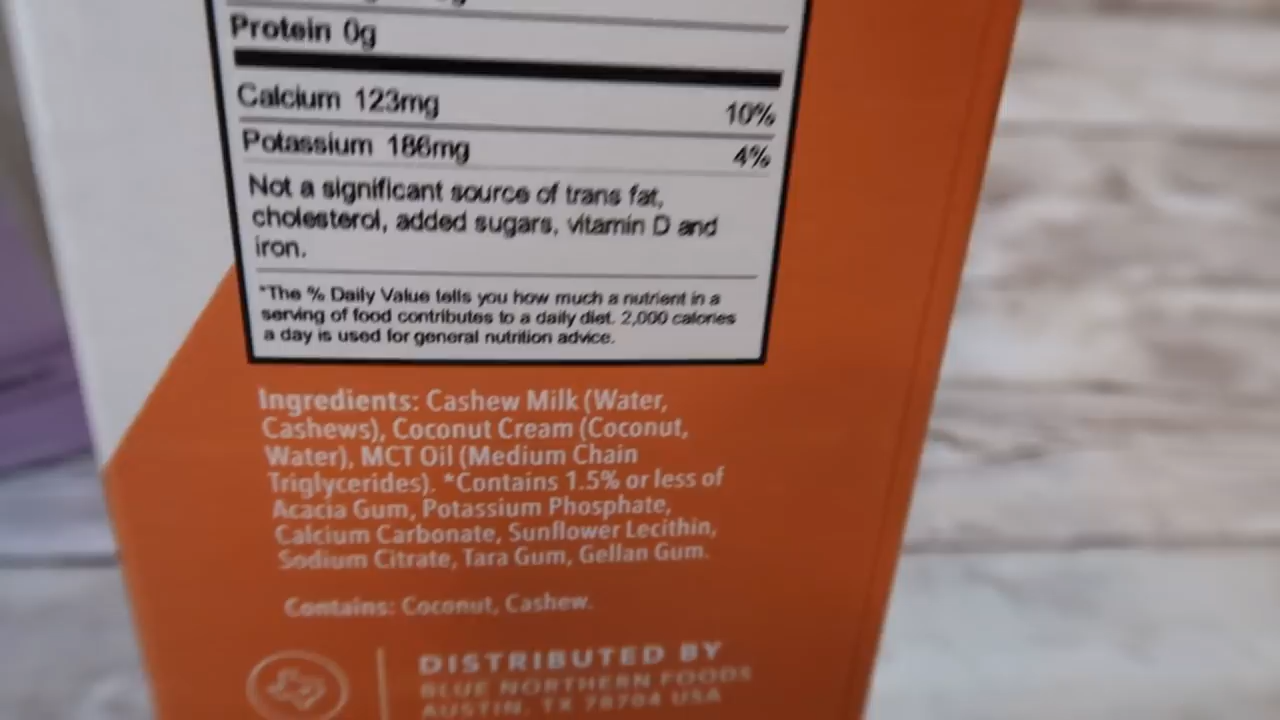 Protein 0g
Calcium 123mg 10%
Potassium 186mg 4%
Not a significant source of trans fat,
cholesterol, added sugars, vitamin D and
iron.
*The % Daily Value tells you how much a nutrient in a
serving of food contributes to a daily diet. 2,000 calories
a day is used for general nutrition advice.
Ingredients: Cashew Milk (Water,
Cashews), Coconut Cream (Coconut,
Water), MCT Oil (Medium Chain
Triglycerides). *Contains 1.5% or less of
Acacia Gum, Potassium Phosphate,
Calcium Carbonate, Sunflower Lecithin,
Sodium Citrate, Tara Gum, Gellan Gum.
Contains: Coconut, Cashew.
DISTRIBUTED BY
BLUE NORTHERN FOODS
AUSTIN, TX 78704 USA